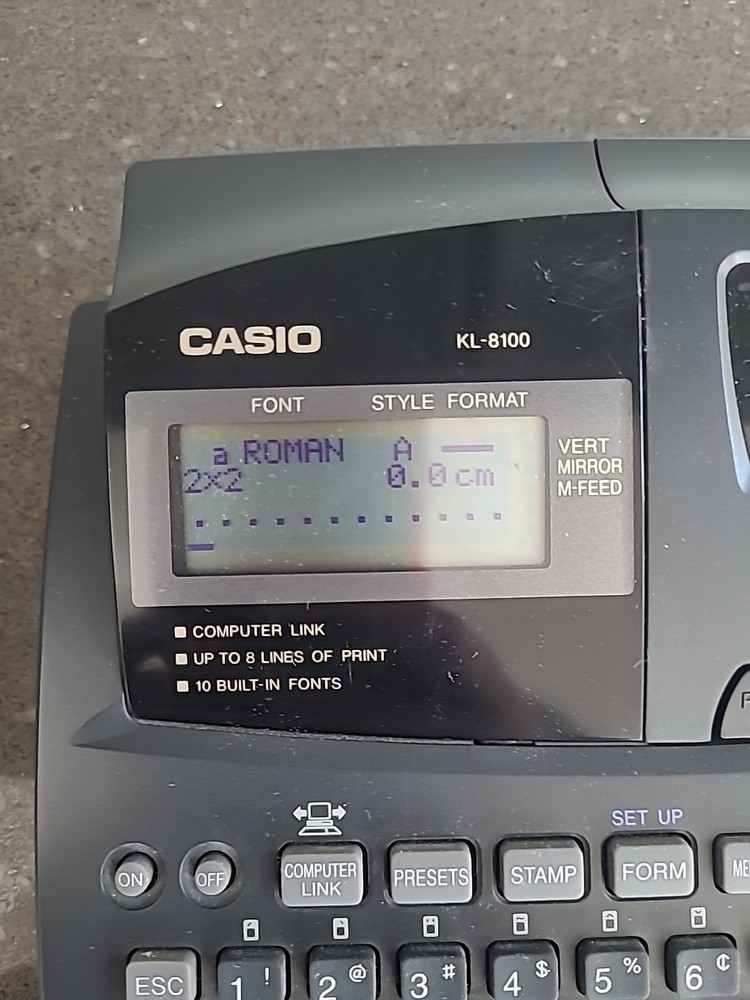 CASIO KL-8100
FONT STYLE FORMAT
a ROMAN A
2×2 0.0cm
VERT
MIRROR
M-FEED
COMPUTER LINK
UP TO 8 LINES OF PRINT
10 BUILT-IN FONTS
SET UP
ON OFF COMPUTER LINK PRESETS STAMP FORM
ESC 1 ! 2 @ 3 # 4 $ 5 % 6 ¢